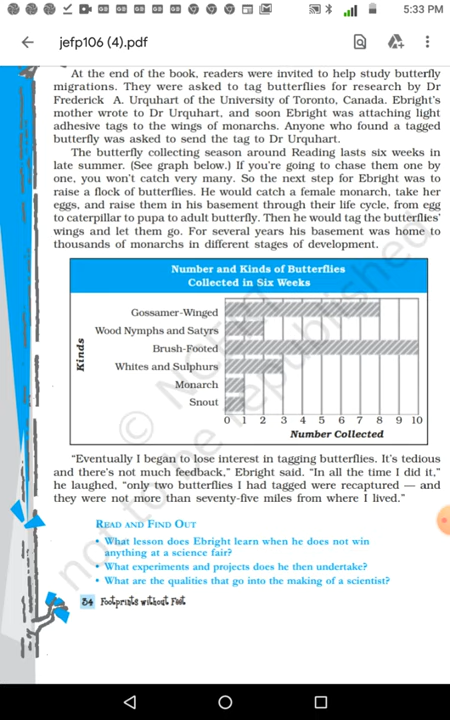 5:33 PM
jefp106 (4).pdf
At the end of the book, readers were invited to help study butterfly
migrations. They were asked to tag butterflies for research by Dr
Frederick A. Urquhart of the University of Toronto, Canada. Ebright's
mother wrote to Dr Urquhart, and soon Ebright was attaching light
adhesive tags to the wings of monarchs. Anyone who found a tagged
butterfly was asked to send the tag to Dr Urquhart.
The butterfly collecting season around Reading lasts six weeks in
late summer. (See graph below.) If you're going to chase them one by
one, you won't catch very many. So the next step for Ebright was to
raise a flock of butterflies. He would catch a female monarch, take her
eggs, and raise them in his basement through their life cycle, from egg
to caterpillar to pupa to adult butterfly. Then he would tag the butterflies'
wings and let them go. For several years his basement was home to
thousands of monarchs in different stages of development.
Number and Kinds of Butterflies
Collected in Six Weeks
Kinds
Gossamer-Winged
Wood Nymphs and Satyrs
Brush-Footed
Whites and Sulphurs
Monarch
Snout
0 1 2 3 4 5 6 7 8 9 10
Number Collected
"Eventually I began to lose interest in tagging butterflies. It's tedious
and there's not much feedback," Ebright said. "In all the time I did it,"
he laughed, "only two butterflies I had tagged were recaptured — and
they were not more than seventy-five miles from where I lived."
READ AND FIND OUT
• What lesson does Ebright learn when he does not win
anything at a science fair?
• What experiments and projects does he then undertake?
• What are the qualities that go into the making of a scientist?
34 Footprints without Feet
© NCERT
not to be republished